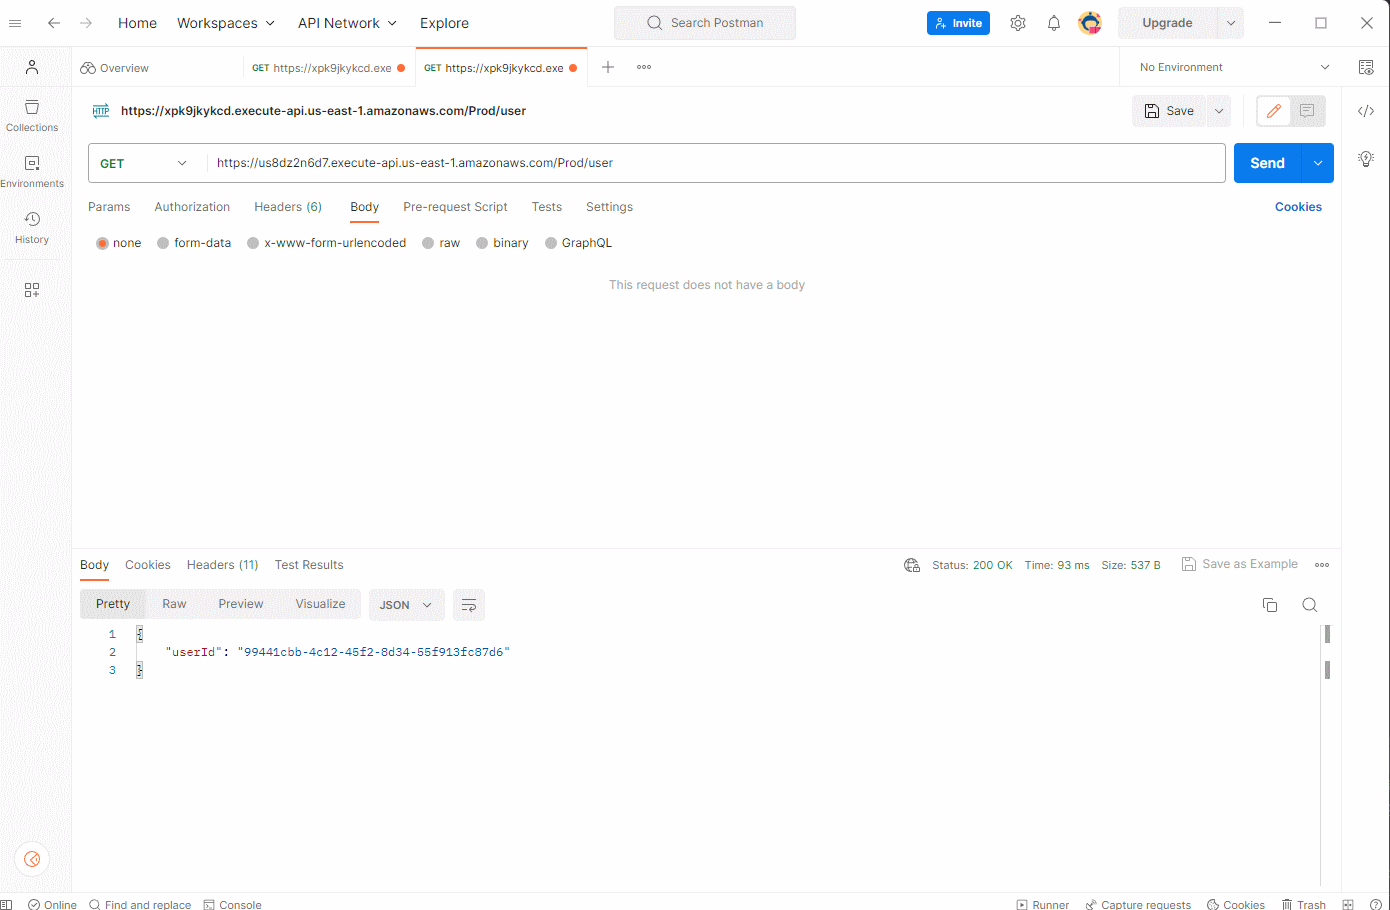 Home Workspaces API Network Explore Search Postman Invite Upgrade
Overview GET https://xpk9jkykcd.exe GET https://xpk9jkykcd.exe No Environment
HTTP https://xpk9jkykcd.execute-api.us-east-1.amazonaws.com/Prod/user Save
Collections
GET https://us8dz2n6d7.execute-api.us-east-1.amazonaws.com/Prod/user Send
Environments
Params Authorization Headers (6) Body Pre-request Script Tests Settings Cookies
History
none form-data x-www-form-urlencoded raw binary GraphQL
This request does not have a body
Body Cookies Headers (11) Test Results Status: 200 OK Time: 93 ms Size: 537 B Save as Example
Pretty Raw Preview Visualize JSON
1 {
2 "userId": "99441cbb-4c12-45f2-8d34-55f913fc87d6"
3 }
Online Find and replace Console Runner Capture requests Cookies Trash